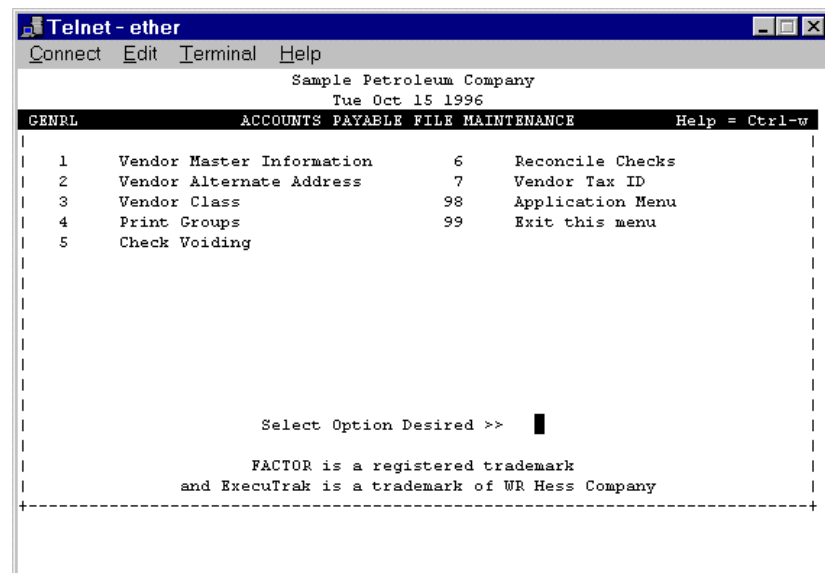 Telnet - ether
Connect Edit Terminal Help
Sample Petroleum Company
Tue Oct 15 1996
GENRL ACCOUNTS PAYABLE FILE MAINTENANCE Help = Ctrl-w
1 Vendor Master Information 6 Reconcile Checks
2 Vendor Alternate Address 7 Vendor Tax ID
3 Vendor Class 98 Application Menu
4 Print Groups 99 Exit this menu
5 Check Voiding
Select Option Desired >>
FACTOR is a registered trademark
and ExecuTrak is a trademark of WR Hess Company